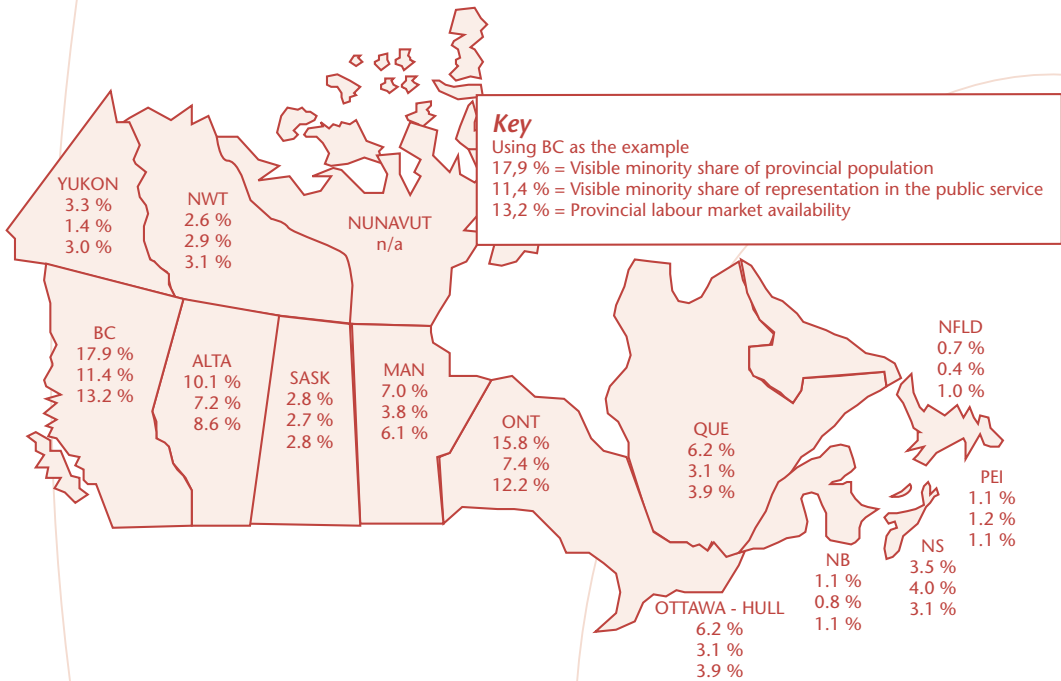 Key
Using BC as the example
17,9 % = Visible minority share of provincial population
11,4 % = Visible minority share of representation in the public service
13,2 % = Provincial labour market availability
YUKON
3.3 %
1.4 %
3.0 %
NWT
2.6 %
2.9 %
3.1 %
NUNAVUT
n/a
BC
17.9 %
11.4 %
13.2 %
ALTA
10.1 %
7.2 %
8.6 %
SASK
2.8 %
2.7 %
2.8 %
MAN
7.0 %
3.8 %
6.1 %
ONT
15.8 %
7.4 %
12.2 %
QUE
6.2 %
3.1 %
3.9 %
NFLD
0.7 %
0.4 %
1.0 %
PEI
1.1 %
1.2 %
1.1 %
NS
3.5 %
4.0 %
3.1 %
NB
1.1 %
0.8 %
1.1 %
OTTAWA - HULL
6.2 %
3.1 %
3.9 %